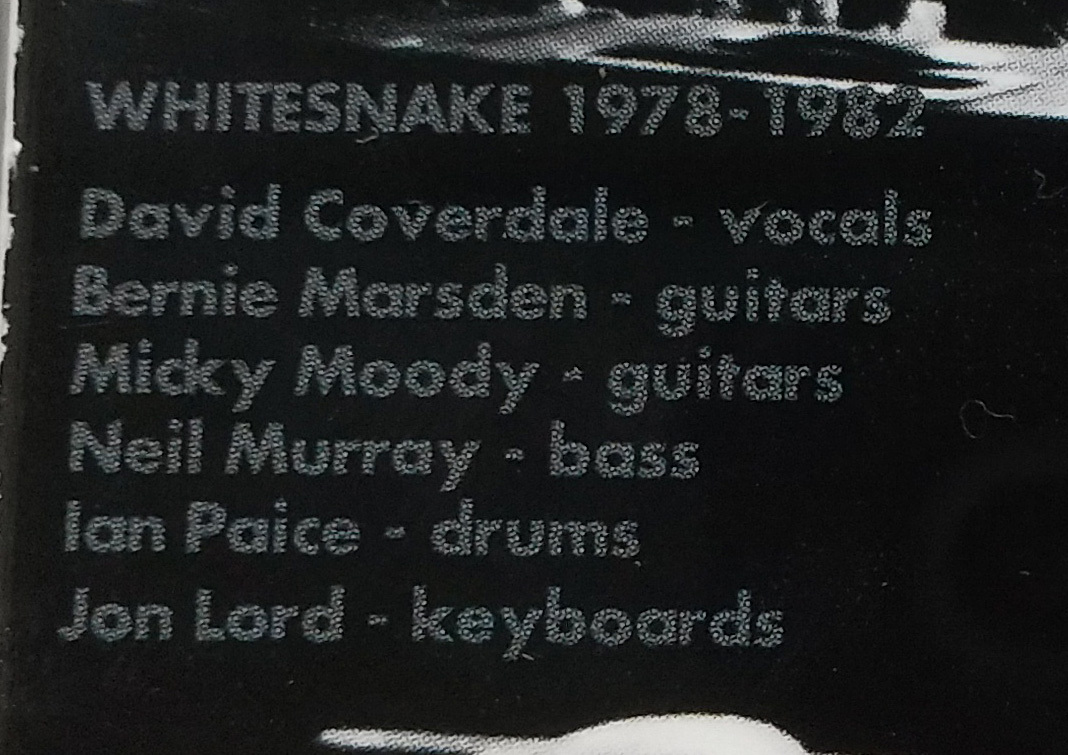 WHITESNAKE 1978-1982
David Coverdale - vocals
Bernie Marsden - guitars
Micky Moody - guitars
Neil Murray - bass
Ian Paice - drums
Jon Lord - keyboards